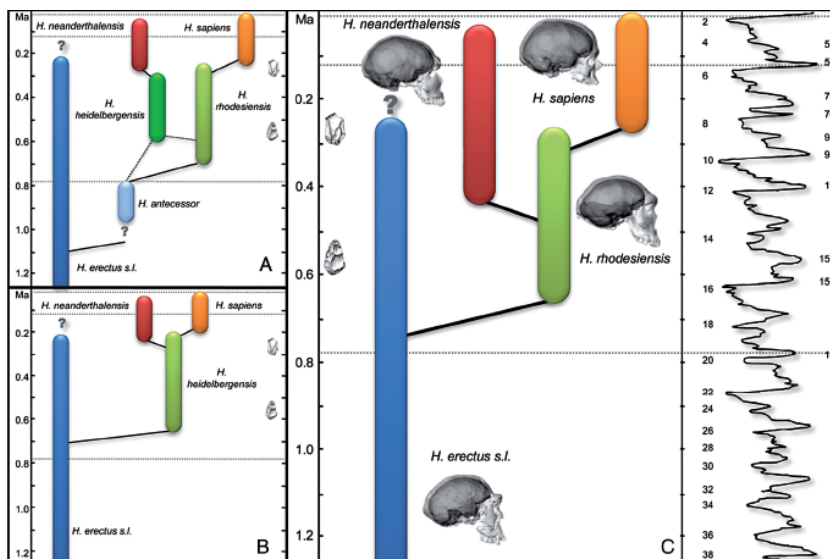 Ma
H. neanderthalensis
H. sapiens
?
0.2
H. heidelbergensis
H. rhodesiensis
0.4
0.6
0.8
H. antecessor
?
1.0
H. erectus s.l.
A
1.2
Ma
H. neanderthalensis
H. sapiens
?
0.2
H. heidelbergensis
0.4
0.6
0.8
1.0
H. erectus s.l.
B
1.2
Ma
H. neanderthalensis
?
H. sapiens
0.2
0.4
H. rhodesiensis
0.6
0.8
1.0
H. erectus s.l.
C
1.2
2
4
5
5
6
7
7
8
9
9
10
1
12
14
15
15
16
18
1
20
22
24
26
28
30
32
34
36
38